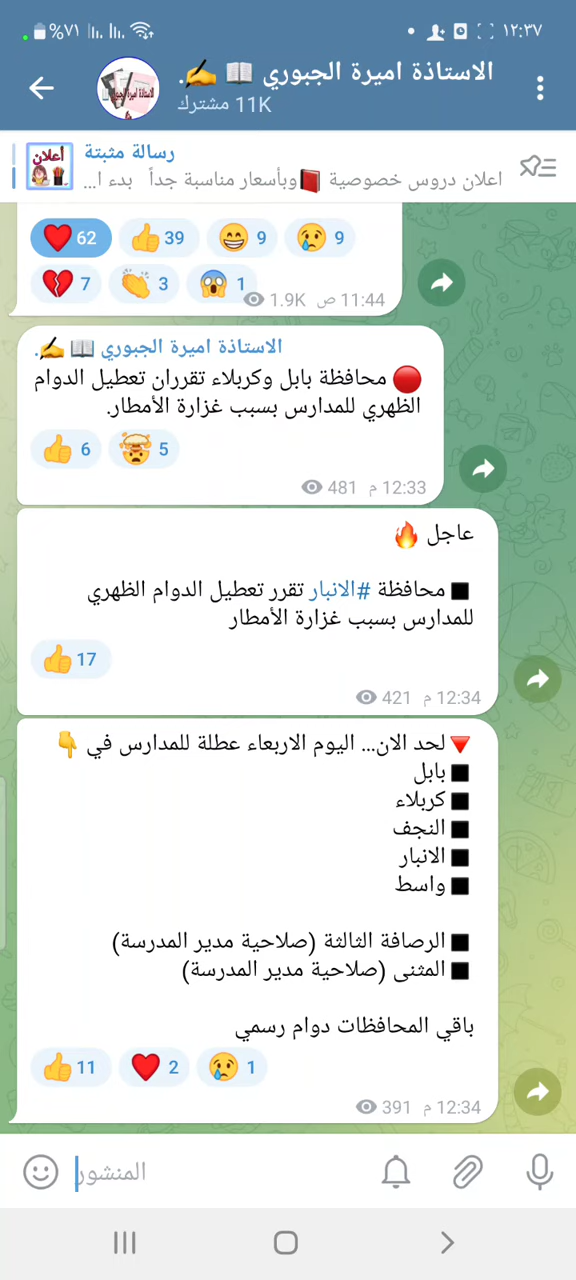 ١٢:٣٧
%٧١
الاستاذة اميرة الجبوري 📖 ✍️.
11K مشترك
رسالة مثبتة
اعلان دروس خصوصية 📕وبأسعار مناسبة جداً بدء ا...
أعلان
الاستاذة أميرة الجبوري
❤️ 62 👍 39 😁 9 😢 9
💔 7 👏 3 😱 1
1.9K 11:44 ص
الاستاذة اميرة الجبوري 📖 ✍️.
🔴 محافظة بابل وكربلاء تقرران تعطيل الدوام
الظهري للمدارس بسبب غزارة الأمطار.
👍 6 🤯 5
481 12:33 م
عاجل 🔥
◼️ محافظة #الانبار تقرر تعطيل الدوام الظهري
للمدارس بسبب غزارة الأمطار
👍 17
421 12:34 م
🔻لحد الان... اليوم الاربعاء عطلة للمدارس في 👇
◼️ بابل
◼️ كربلاء
◼️ النجف
◼️ الانبار
◼️ واسط
◼️ الرصافة الثالثة (صلاحية مدير المدرسة)
◼️ المثنى (صلاحية مدير المدرسة)
باقي المحافظات دوام رسمي
👍 11 ❤️ 2 😢 1
391 12:34 م
المنشور